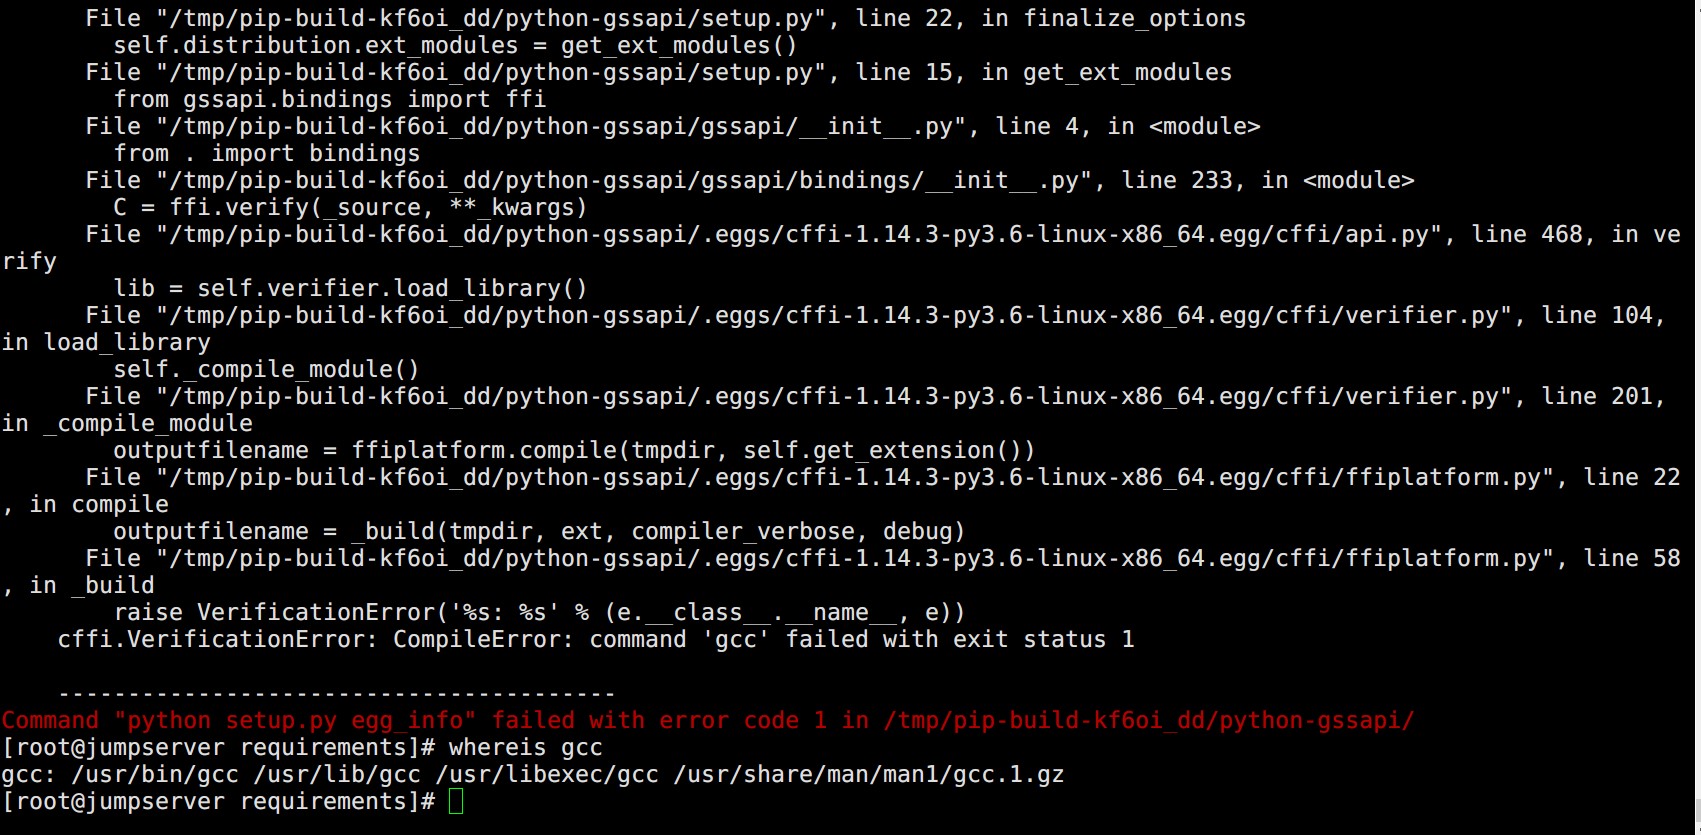 File "/tmp/pip-build-kf6oi_dd/python-gssapi/setup.py", line 22, in finalize_options
        self.distribution.ext_modules = get_ext_modules()
      File "/tmp/pip-build-kf6oi_dd/python-gssapi/setup.py", line 15, in get_ext_modules
        from gssapi.bindings import ffi
      File "/tmp/pip-build-kf6oi_dd/python-gssapi/gssapi/__init__.py", line 4, in <module>
        from . import bindings
      File "/tmp/pip-build-kf6oi_dd/python-gssapi/gssapi/bindings/__init__.py", line 233, in <module>
        C = ffi.verify(_source, **_kwargs)
      File "/tmp/pip-build-kf6oi_dd/python-gssapi/.eggs/cffi-1.14.3-py3.6-linux-x86_64.egg/cffi/api.py", line 468, in ve
rify
        lib = self.verifier.load_library()
      File "/tmp/pip-build-kf6oi_dd/python-gssapi/.eggs/cffi-1.14.3-py3.6-linux-x86_64.egg/cffi/verifier.py", line 104,
in load_library
        self._compile_module()
      File "/tmp/pip-build-kf6oi_dd/python-gssapi/.eggs/cffi-1.14.3-py3.6-linux-x86_64.egg/cffi/verifier.py", line 201,
in _compile_module
        outputfilename = ffiplatform.compile(tmpdir, self.get_extension())
      File "/tmp/pip-build-kf6oi_dd/python-gssapi/.eggs/cffi-1.14.3-py3.6-linux-x86_64.egg/cffi/ffiplatform.py", line 22
, in compile
        outputfilename = _build(tmpdir, ext, compiler_verbose, debug)
      File "/tmp/pip-build-kf6oi_dd/python-gssapi/.eggs/cffi-1.14.3-py3.6-linux-x86_64.egg/cffi/ffiplatform.py", line 58
, in _build
        raise VerificationError('%s: %s' % (e.__class__.__name__, e))
    cffi.VerificationError: CompileError: command 'gcc' failed with exit status 1

    ----------------------------------------
Command "python setup.py egg_info" failed with error code 1 in /tmp/pip-build-kf6oi_dd/python-gssapi/
[root@jumpserver requirements]# whereis gcc
gcc: /usr/bin/gcc /usr/lib/gcc /usr/libexec/gcc /usr/share/man/man1/gcc.1.gz
[root@jumpserver requirements]#